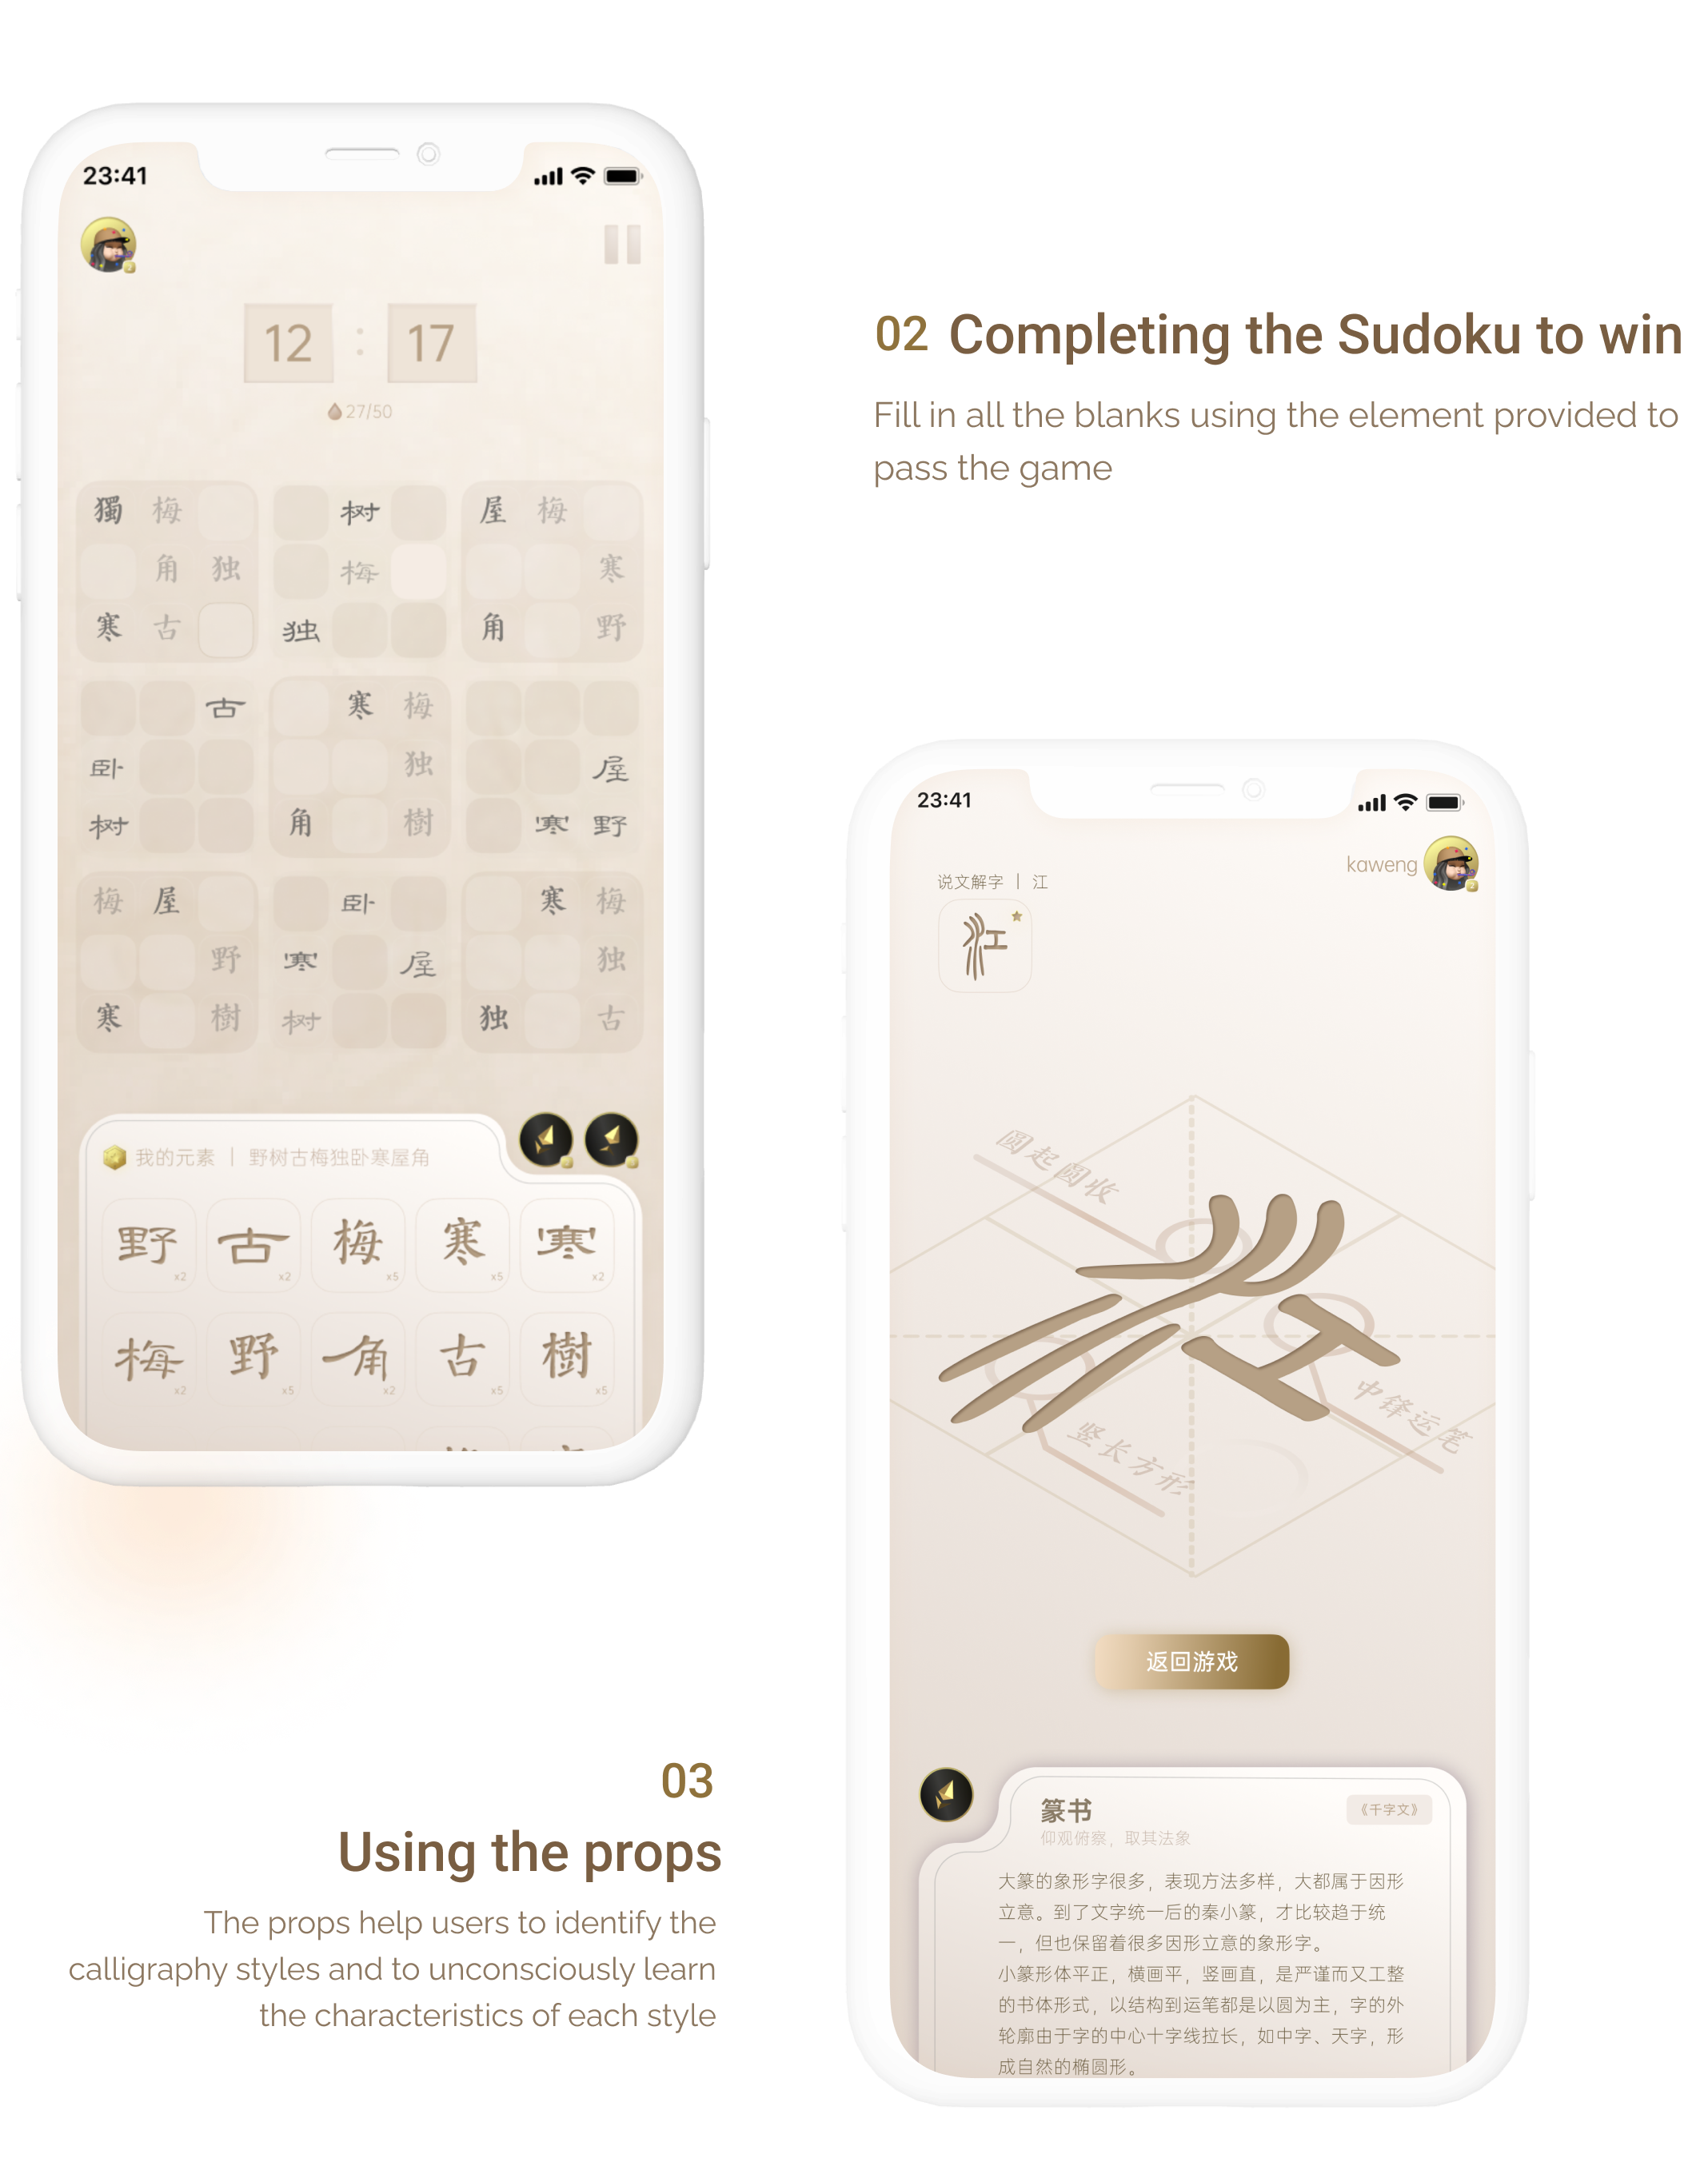 23:41
12 : 17
27/50
獨 梅 树 屋 梅
角 独 梅 寒
寒 古 独 角 野
古 寒 梅
卧 独 屋
树 角 樹 寒 野
梅 屋 卧 寒 梅
野 寒 屋 独
寒 樹 树 独 古
我的元素 | 野树古梅独卧寒屋角
野 x2 古 x2 梅 x5 寒 x5 寒 x2
梅 x2 野 x5 角 x2 古 x5 樹 x5
02 Completing the Sudoku to win
Fill in all the blanks using the element provided to
pass the game
23:41
kaweng
说文解字 | 江
江
圆起圆收
江
中锋运笔
竖长方形
返回游戏
篆书
《千字文》
仰观俯察，取其法象
大篆的象形字很多，表现方法多样，大都属于因形
立意。到了文字统一后的秦小篆，才比较趋于统
一，但也保留着很多因形立意的象形字。
小篆形体平正，横画平，竖画直，是严谨而又工整
的书体形式，以结构到运笔都是以圆为主，字的外
轮廓由于字的中心十字线拉长，如中字、天字，形
成自然的椭圆形。
03
Using the props
The props help users to identify the
calligraphy styles and to unconsciously learn
the characteristics of each style